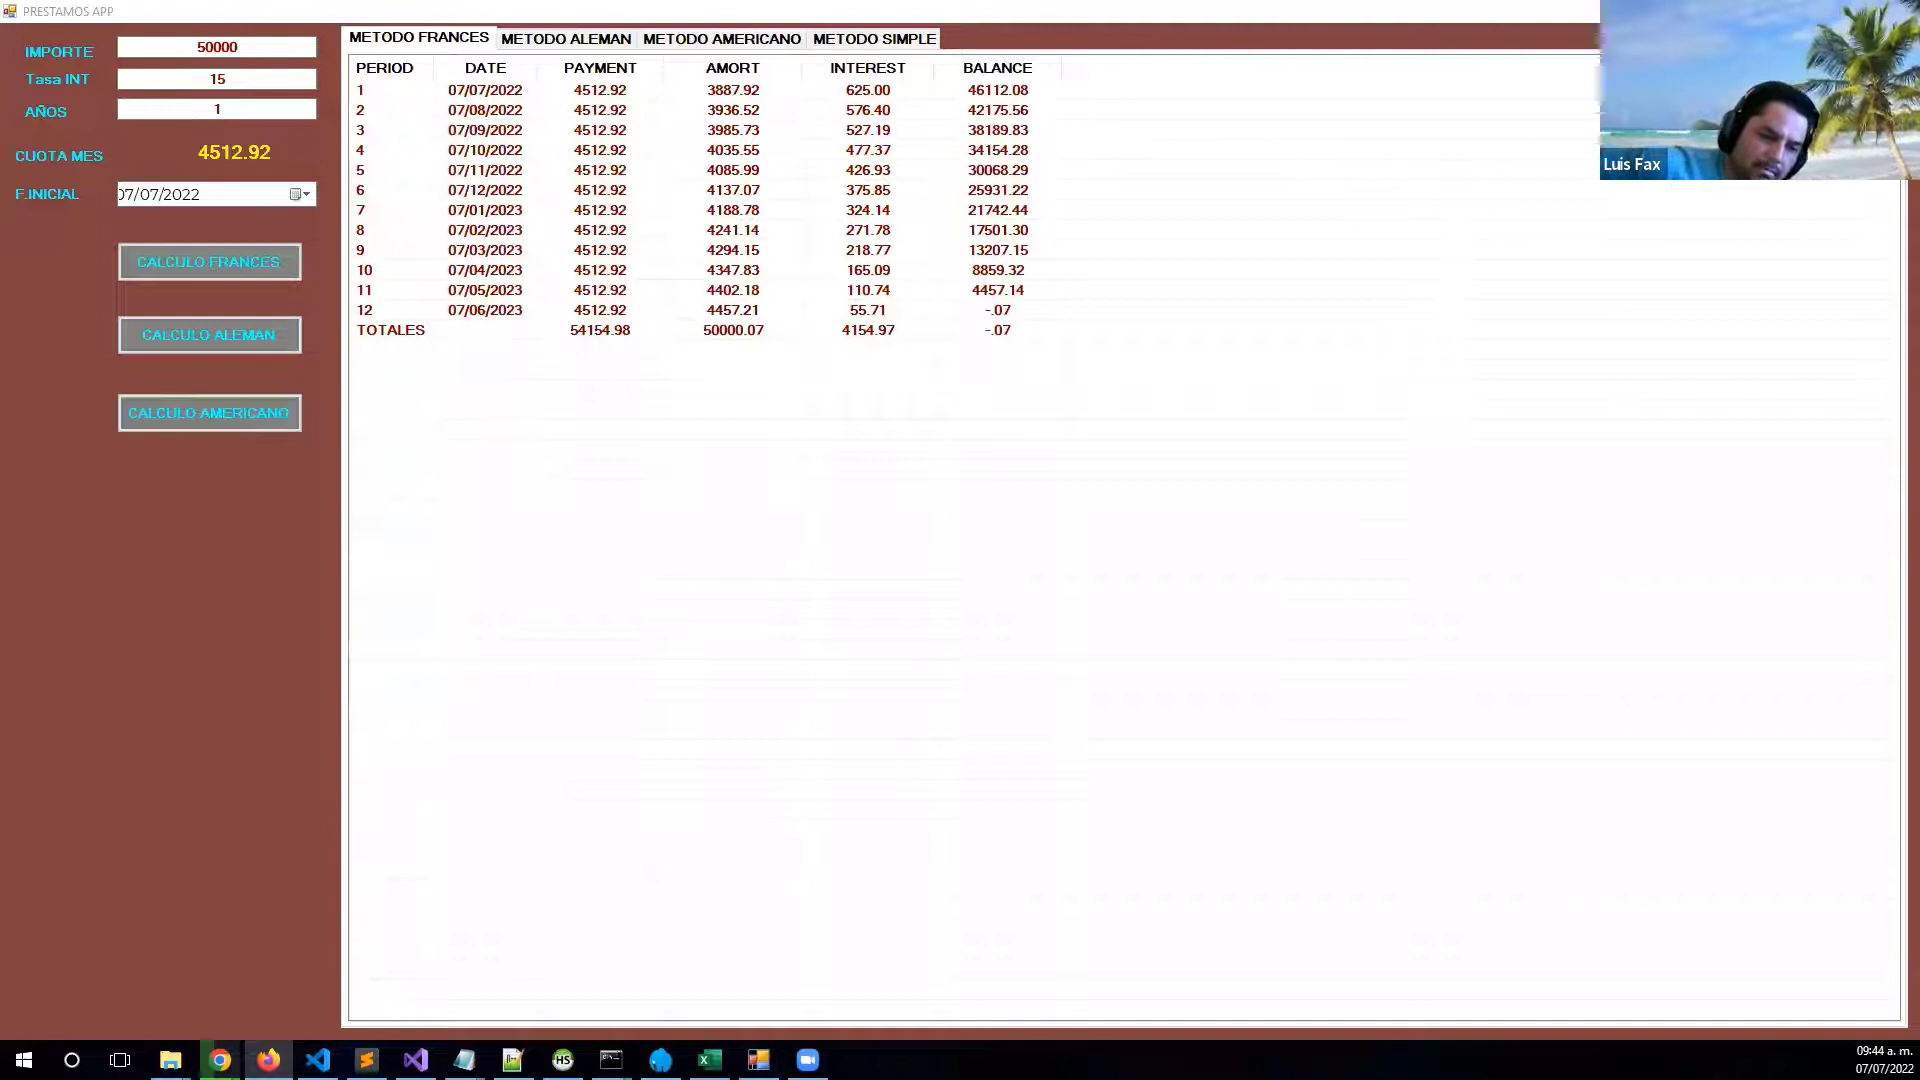 PRESTAMOS APP
IMPORTE 50000
Tasa INT 15
AÑOS 1
CUOTA MES 4512.92
F.INICIAL 07/07/2022
CALCULO FRANCES
CALCULO ALEMAN
CALCULO AMERICANO
METODO FRANCES METODO ALEMAN METODO AMERICANO METODO SIMPLE
PERIOD DATE PAYMENT AMORT INTEREST BALANCE
1 07/07/2022 4512.92 3887.92 625.00 46112.08
2 07/08/2022 4512.92 3936.52 576.40 42175.56
3 07/09/2022 4512.92 3985.73 527.19 38189.83
4 07/10/2022 4512.92 4035.55 477.37 34154.28
5 07/11/2022 4512.92 4085.99 426.93 30068.29
6 07/12/2022 4512.92 4137.07 375.85 25931.22
7 07/01/2023 4512.92 4188.78 324.14 21742.44
8 07/02/2023 4512.92 4241.14 271.78 17501.30
9 07/03/2023 4512.92 4294.15 218.77 13207.15
10 07/04/2023 4512.92 4347.83 165.09 8859.32
11 07/05/2023 4512.92 4402.18 110.74 4457.14
12 07/06/2023 4512.92 4457.21 55.71 -.07
TOTALES 54154.98 50000.07 4154.97 -.07
Luis Fax
HS
09:44 a. m.
07/07/2022